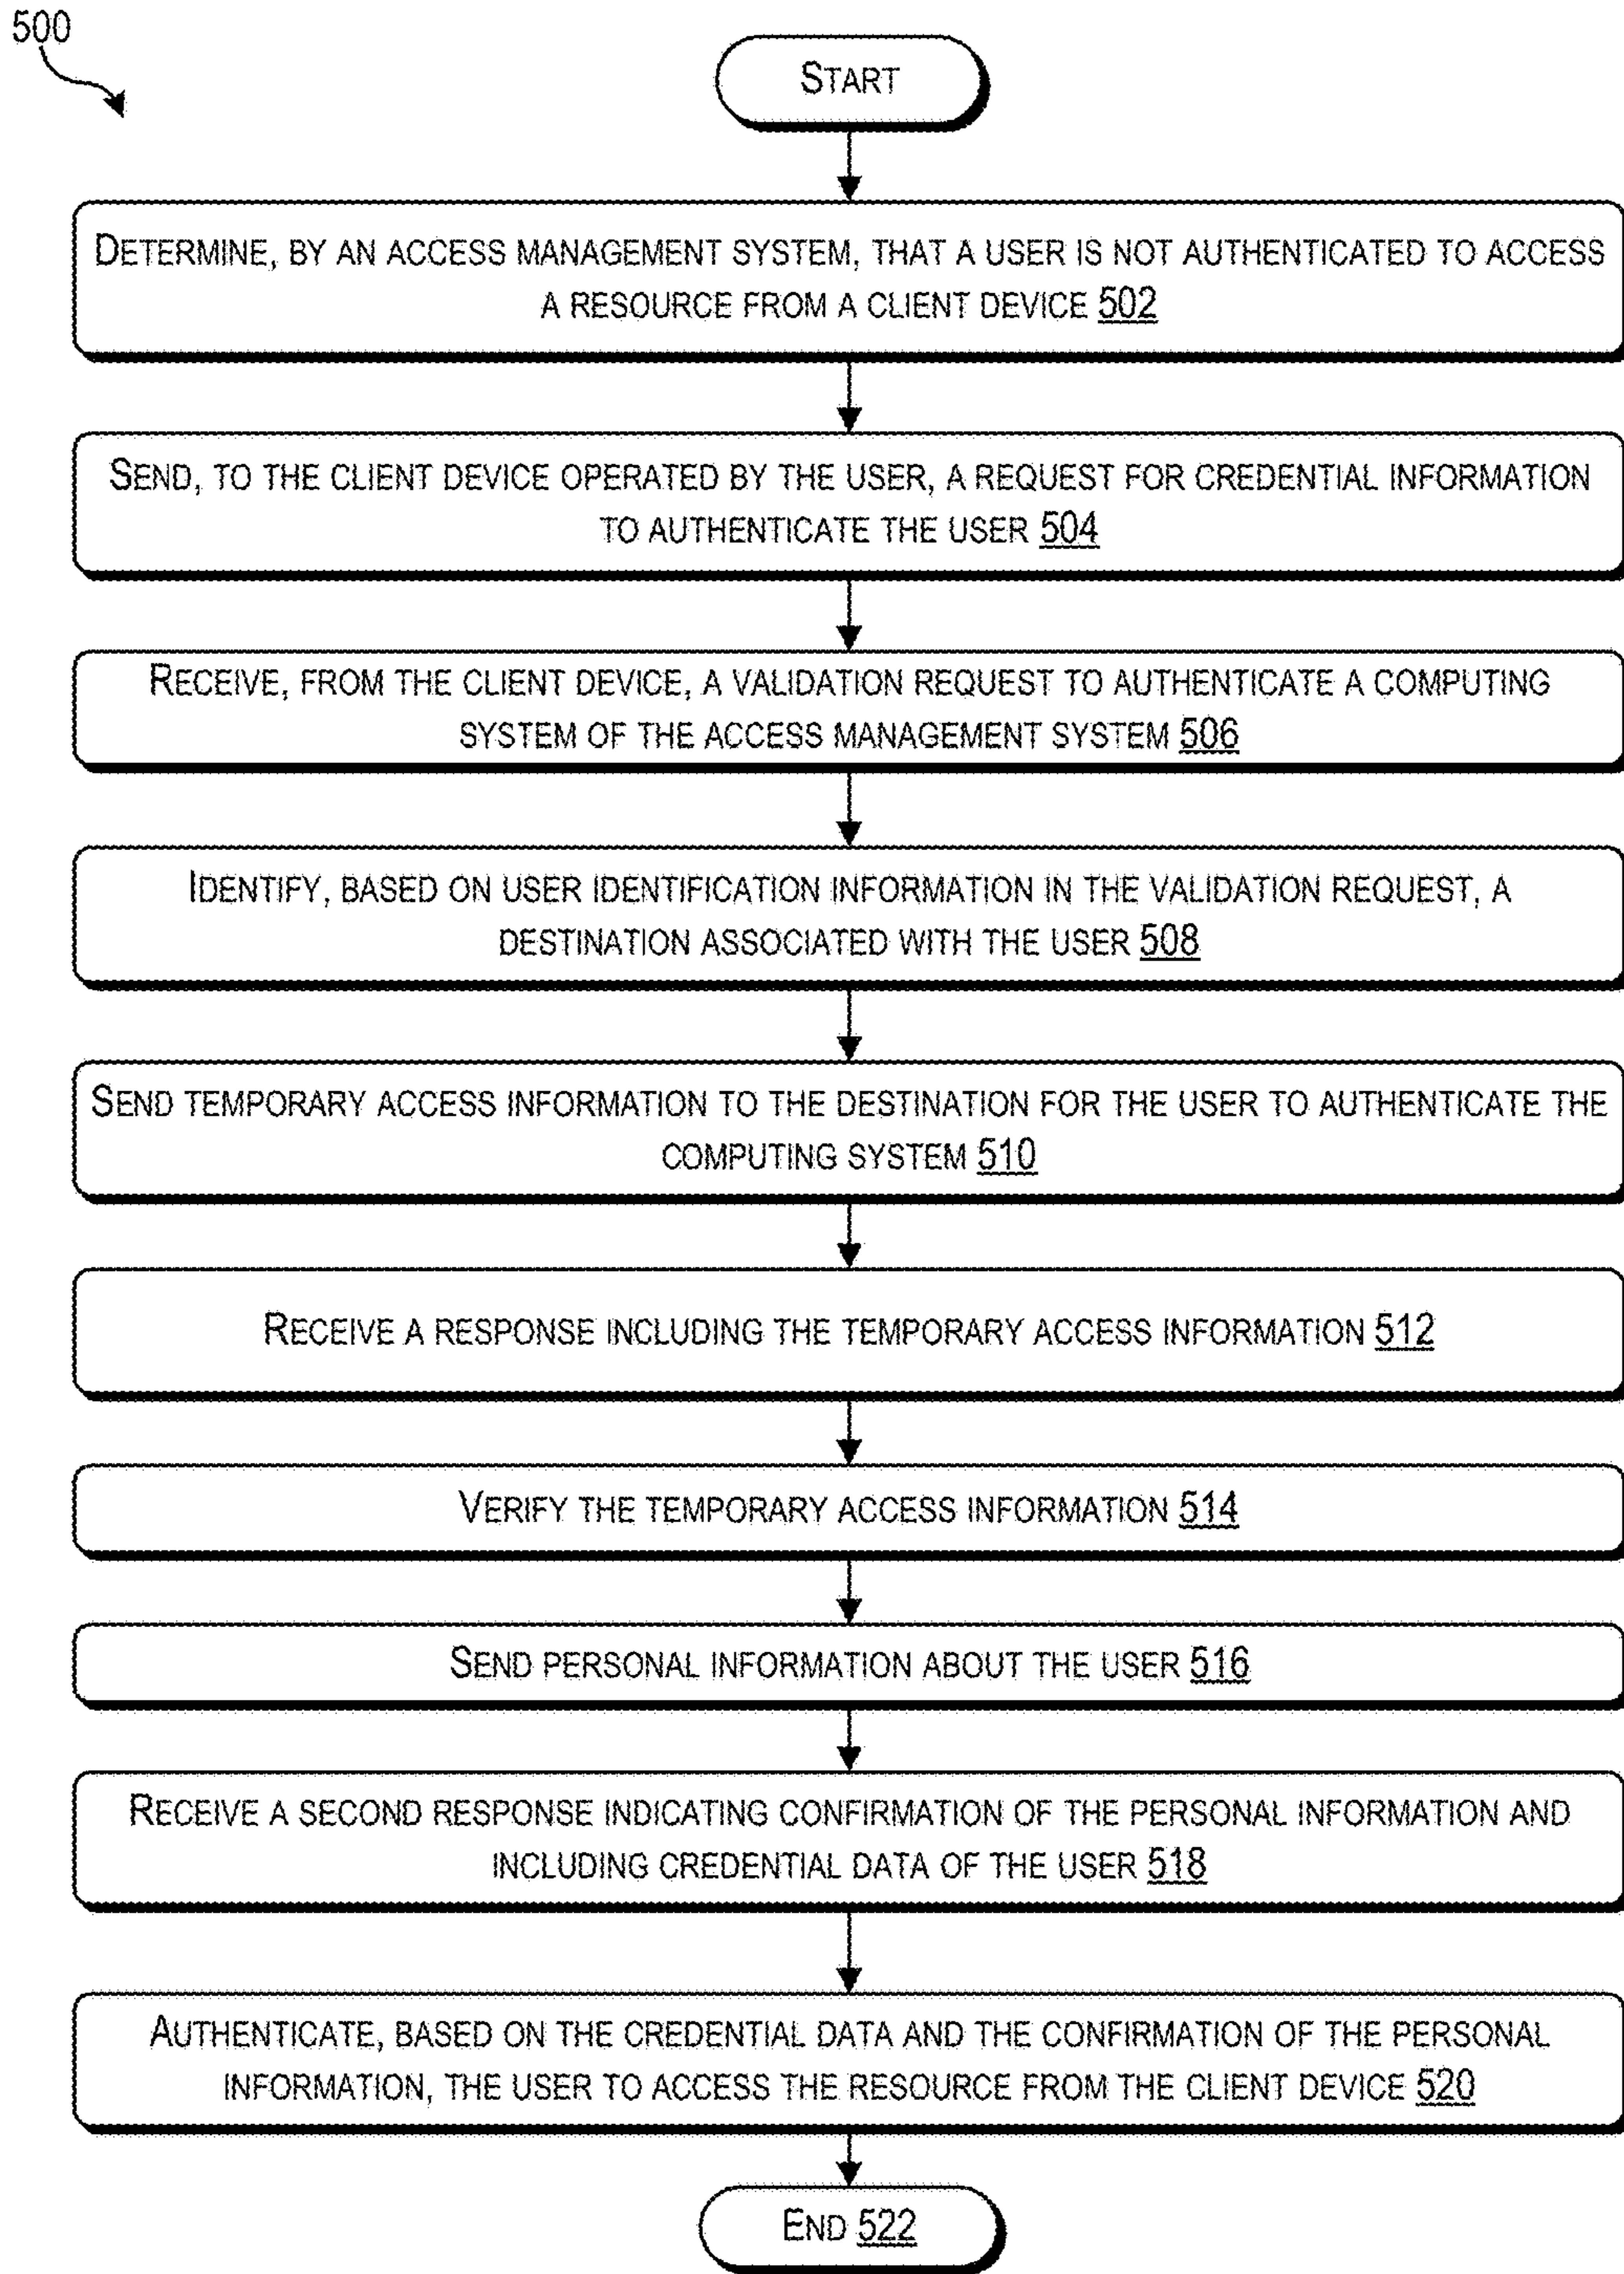 500
START
DETERMINE, BY AN ACCESS MANAGEMENT SYSTEM, THAT A USER IS NOT AUTHENTICATED TO ACCESS
A RESOURCE FROM A CLIENT DEVICE 502
SEND, TO THE CLIENT DEVICE OPERATED BY THE USER, A REQUEST FOR CREDENTIAL INFORMATION
TO AUTHENTICATE THE USER 504
RECEIVE, FROM THE CLIENT DEVICE, A VALIDATION REQUEST TO AUTHENTICATE A COMPUTING
SYSTEM OF THE ACCESS MANAGEMENT SYSTEM 506
IDENTIFY, BASED ON USER IDENTIFICATION INFORMATION IN THE VALIDATION REQUEST, A
DESTINATION ASSOCIATED WITH THE USER 508
SEND TEMPORARY ACCESS INFORMATION TO THE DESTINATION FOR THE USER TO AUTHENTICATE THE
COMPUTING SYSTEM 510
RECEIVE A RESPONSE INCLUDING THE TEMPORARY ACCESS INFORMATION 512
VERIFY THE TEMPORARY ACCESS INFORMATION 514
SEND PERSONAL INFORMATION ABOUT THE USER 516
RECEIVE A SECOND RESPONSE INDICATING CONFIRMATION OF THE PERSONAL INFORMATION AND
INCLUDING CREDENTIAL DATA OF THE USER 518
AUTHENTICATE, BASED ON THE CREDENTIAL DATA AND THE CONFIRMATION OF THE PERSONAL
INFORMATION, THE USER TO ACCESS THE RESOURCE FROM THE CLIENT DEVICE 520
END 522